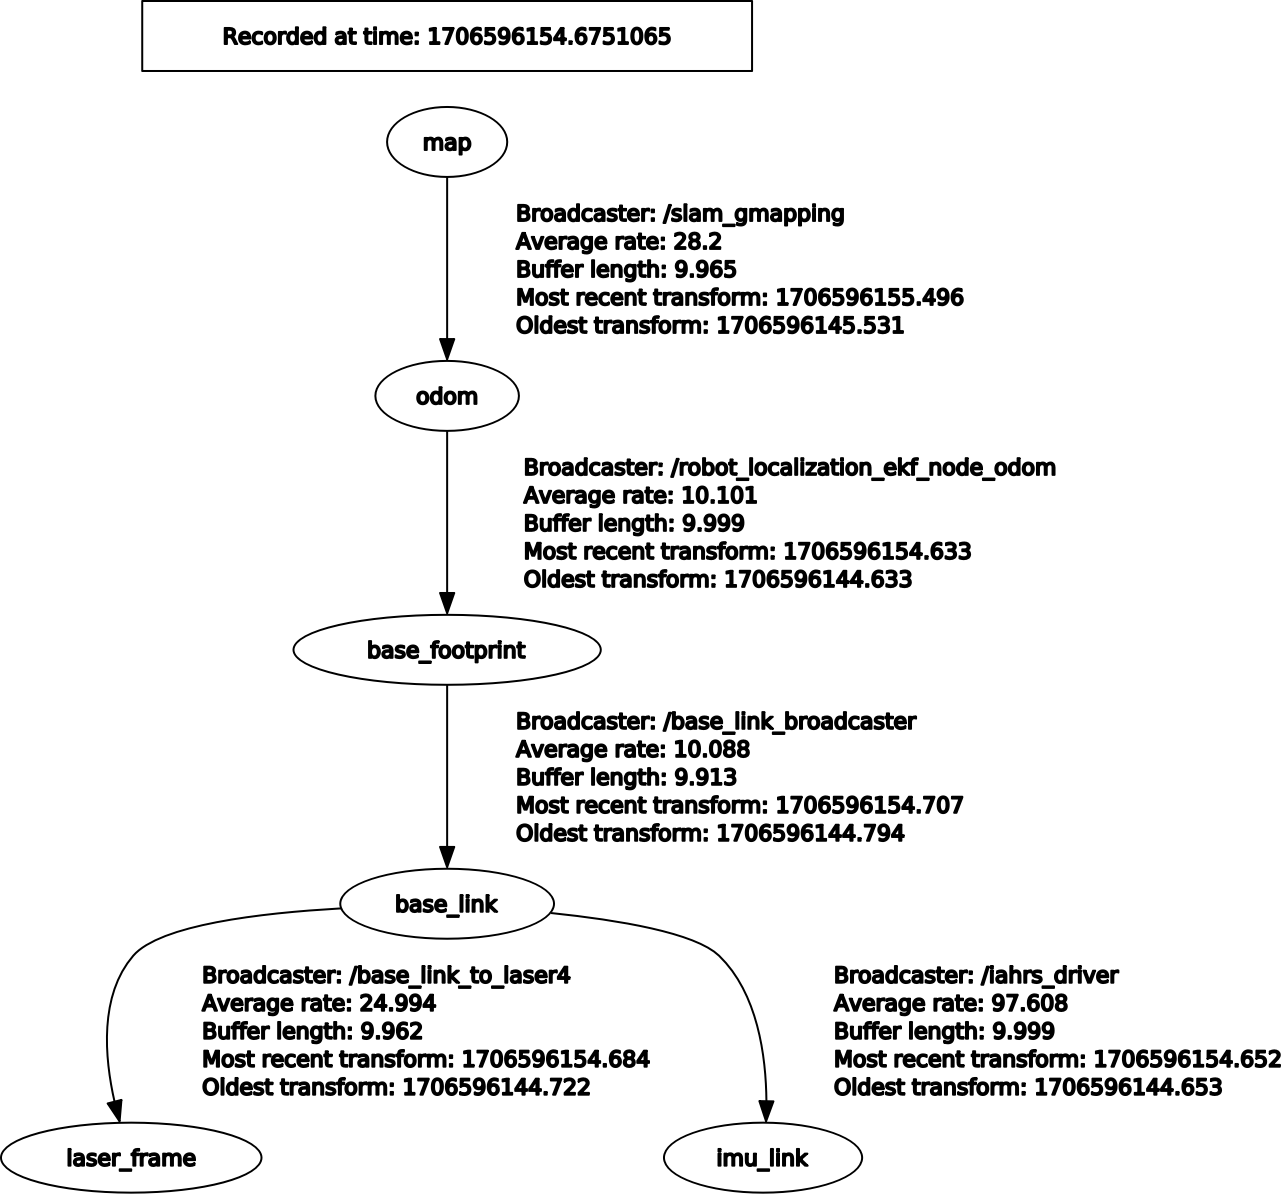 Recorded at time: 1706596154.6751065
map
Broadcaster: /slam_gmapping
Average rate: 28.2
Buffer length: 9.965
Most recent transform: 1706596155.496
Oldest transform: 1706596145.531
odom
Broadcaster: /robot_localization_ekf_node_odom
Average rate: 10.101
Buffer length: 9.999
Most recent transform: 1706596154.633
Oldest transform: 1706596144.633
base_footprint
Broadcaster: /base_link_broadcaster
Average rate: 10.088
Buffer length: 9.913
Most recent transform: 1706596154.707
Oldest transform: 1706596144.794
base_link
Broadcaster: /base_link_to_laser4
Average rate: 24.994
Buffer length: 9.962
Most recent transform: 1706596154.684
Oldest transform: 1706596144.722
Broadcaster: /iahrs_driver
Average rate: 97.608
Buffer length: 9.999
Most recent transform: 1706596154.652
Oldest transform: 1706596144.653
laser_frame
imu_link